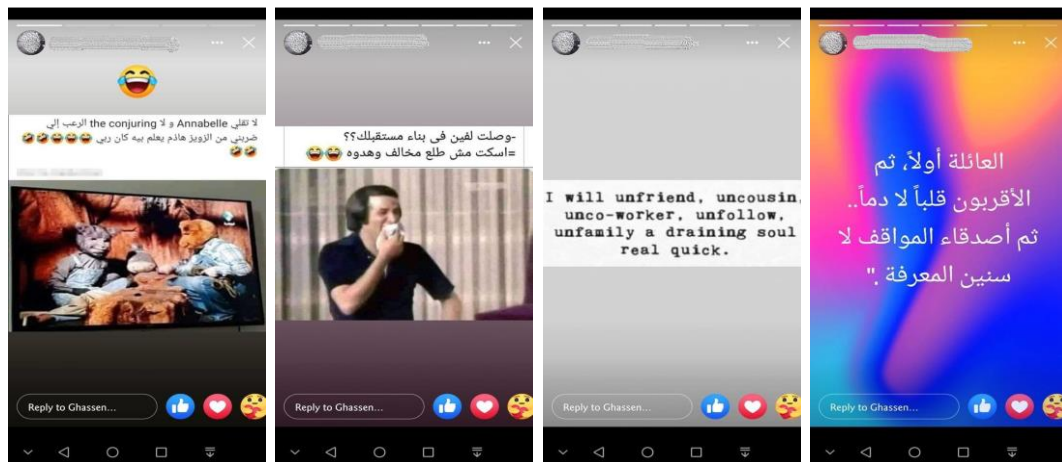 لا تقلي Annabelle و لا the conjuring الرعب إلي
ضربني من الزويز هاذم يعلم بيه كان ربي 🤣🤣🤣🤣🤣
🤣🤣
Reply to Ghassen...
-وصلت لفين فى بناء مستقبلك؟؟
=اسكت مش طلع مخالف وهدوه 😂😂
Reply to Ghassen...
I will unfriend, uncousin,
unco-worker, unfollow,
unfamily a draining soul
real quick.
Reply to Ghassen...
العائلة أولاً، ثم
الأقربون قلباً لا دماً..
ثم أصدقاء المواقف لا
سنين المعرفة ."
Reply to Ghassen...